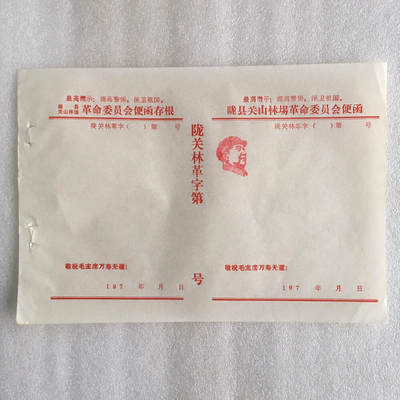 最高指示：提高警惕，保卫祖国。
陇县
关山林场
革命委员会便函存根
陇关林革字（ ）第 号
敬祝毛主席万寿无疆：
197 年 月 日
陇关林革字第 号
最高指示：提高警惕，保卫祖国。
陇县关山林场革命委员会便函
陇关林革字（ ）第 号
敬祝毛主席万寿无疆：
197 年 月 日